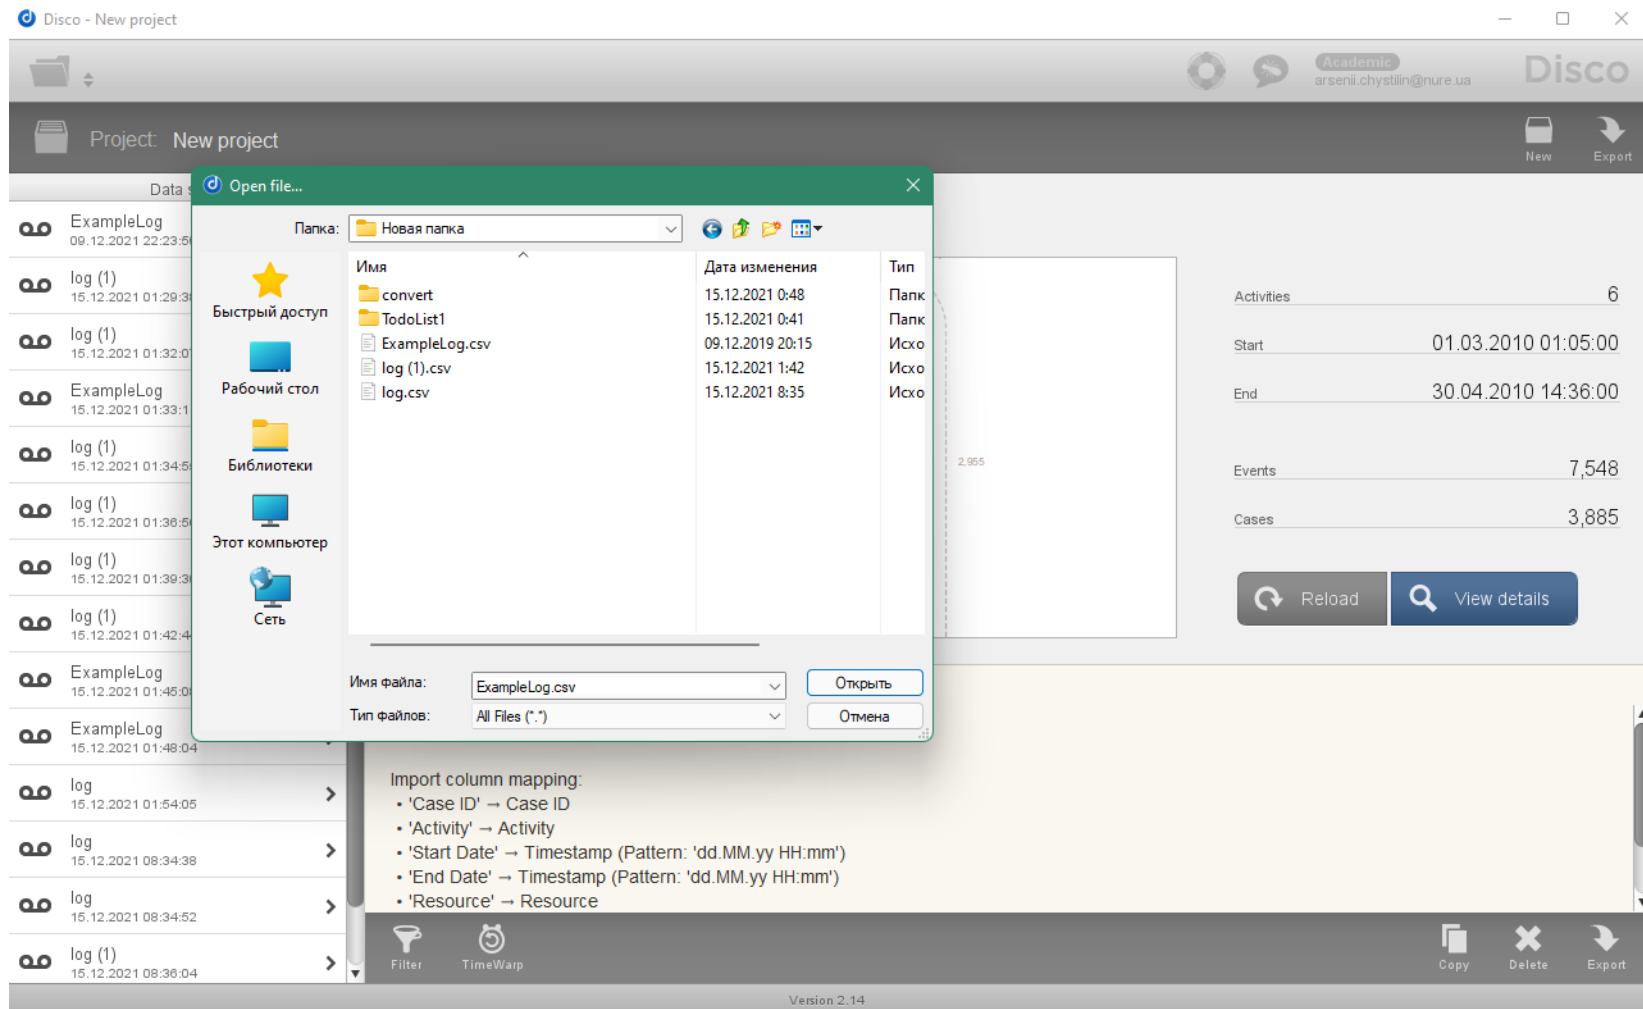 Disco - New project
Academic
arsenii.chystilin@nure.ua
Disco
Project: New project
New
Export
Data s
ExampleLog
09.12.2021 22:23:5
log (1)
15.12.2021 01:29:3
log (1)
15.12.2021 01:32:0
ExampleLog
15.12.2021 01:33:1
log (1)
15.12.2021 01:34:5
log (1)
15.12.2021 01:36:5
log (1)
15.12.2021 01:39:3
log (1)
15.12.2021 01:42:4
ExampleLog
15.12.2021 01:45:0
ExampleLog
15.12.2021 01:48:04
log
15.12.2021 01:54:05
log
15.12.2021 08:34:38
log
15.12.2021 08:34:52
log (1)
15.12.2021 08:36:04
Open file...
Папка: Новая папка
Быстрый доступ
Рабочий стол
Библиотеки
Этот компьютер
Сеть
Имя Дата изменения Тип
convert 15.12.2021 0:48 Папк
TodoList1 15.12.2021 0:41 Папк
ExampleLog.csv 09.12.2019 20:15 Исхо
log (1).csv 15.12.2021 1:42 Исхо
log.csv 15.12.2021 8:35 Исхо
Имя файла: ExampleLog.csv Открыть
Тип файлов: All Files (*.*) Отмена
2,955
Activities 6
Start 01.03.2010 01:05:00
End 30.04.2010 14:36:00
Events 7,548
Cases 3,885
Reload
View details
Import column mapping:
• 'Case ID' → Case ID
• 'Activity' → Activity
• 'Start Date' → Timestamp (Pattern: 'dd.MM.yy HH:mm')
• 'End Date' → Timestamp (Pattern: 'dd.MM.yy HH:mm')
• 'Resource' → Resource
Filter
TimeWarp
Copy
Delete
Export
Version 2.14